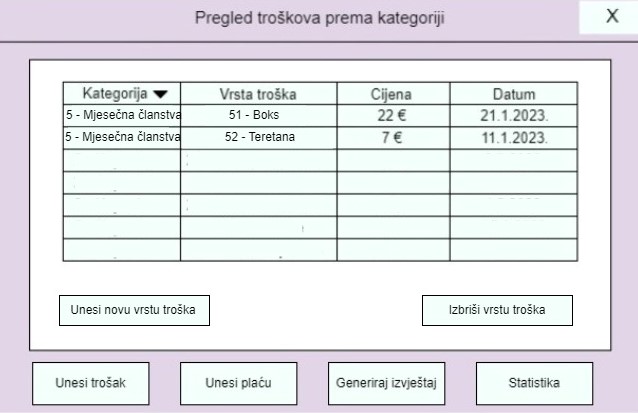 Pregled troškova prema kategoriji X
Kategorija Vrsta troška Cijena Datum
5 - Mjesečna članstva 51 - Boks 22 € 21.1.2023.
5 - Mjesečna članstva 52 - Teretana 7 € 11.1.2023.
Unesi novu vrstu troška Izbriši vrstu troška
Unesi trošak Unesi plaću Generiraj izvještaj Statistika